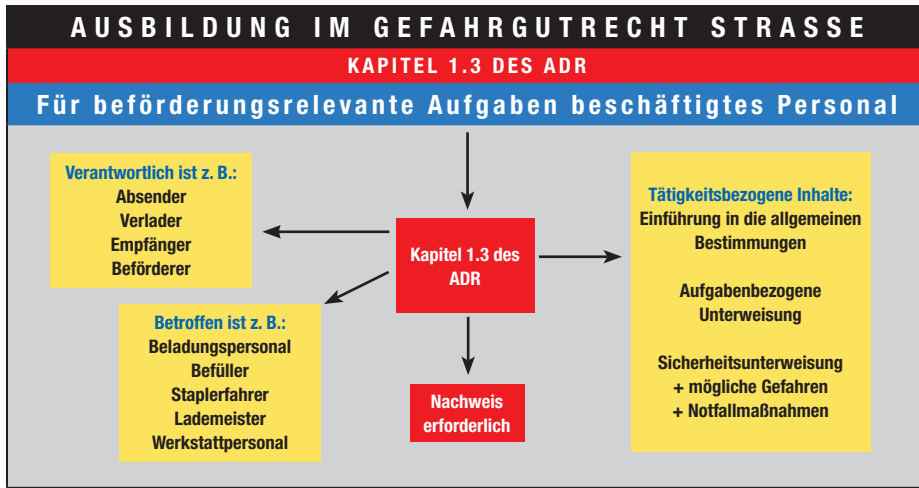 AUSBILDUNG IM GEFAHRGUTRECHT STRASSE
KAPITEL 1.3 DES ADR
Für beförderungsrelevante Aufgaben beschäftigtes Personal
Verantwortlich ist z. B.:
Absender
Verlader
Empfänger
Beförderer
Betroffen ist z. B.:
Beladungspersonal
Befüller
Staplerfahrer
Lademeister
Werkstattpersonal
Kapitel 1.3 des
ADR
Nachweis
erforderlich
Tätigkeitsbezogene Inhalte:
Einführung in die allgemeinen
Bestimmungen
Aufgabenbezogene
Unterweisung
Sicherheitsunterweisung
+ mögliche Gefahren
+ Notfallmaßnahmen